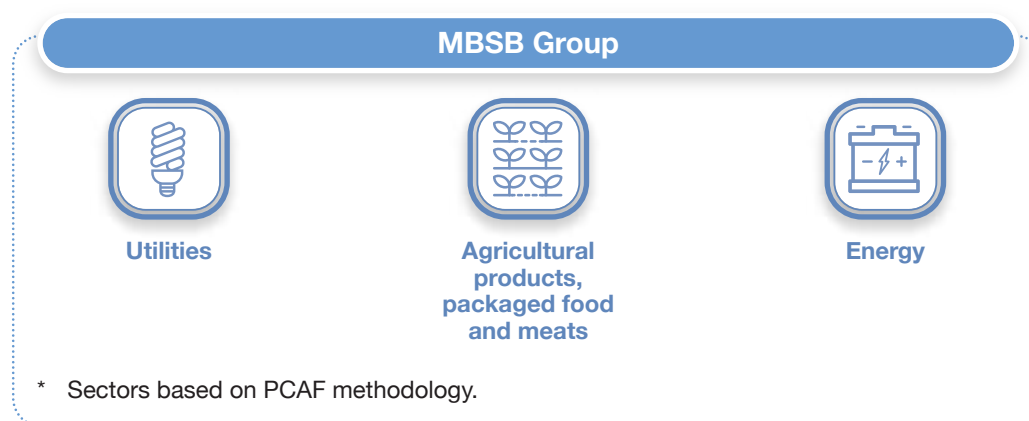 MBSB Group
Utilities
Agricultural
products,
packaged food
and meats
Energy
* Sectors based on PCAF methodology.